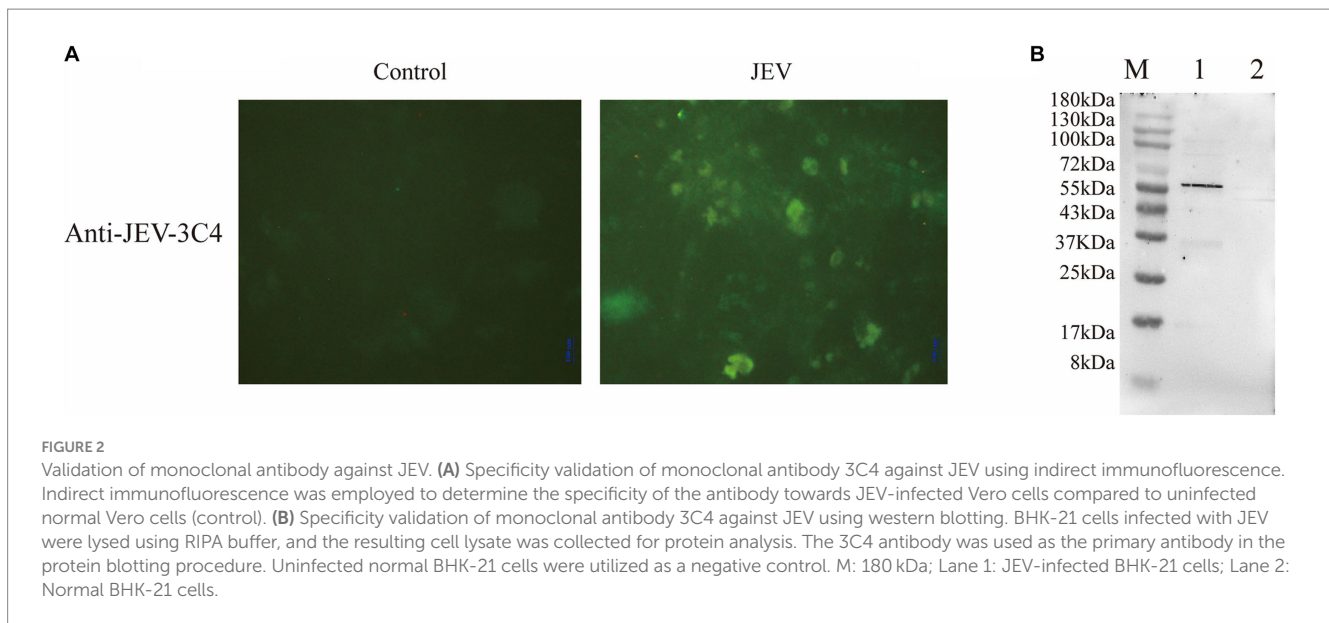 A
Control
JEV
Anti-JEV-3C4
B
M 1 2
180kDa
130kDa
100kDa
72kDa
55kDa
43kDa
37KDa
25kDa
17kDa
8kDa
FIGURE 2
Validation of monoclonal antibody against JEV. (A) Specificity validation of monoclonal antibody 3C4 against JEV using indirect immunofluorescence.
Indirect immunofluorescence was employed to determine the specificity of the antibody towards JEV-infected Vero cells compared to uninfected
normal Vero cells (control). (B) Specificity validation of monoclonal antibody 3C4 against JEV using western blotting. BHK-21 cells infected with JEV
were lysed using RIPA buffer, and the resulting cell lysate was collected for protein analysis. The 3C4 antibody was used as the primary antibody in the
protein blotting procedure. Uninfected normal BHK-21 cells were utilized as a negative control. M: 180 kDa; Lane 1: JEV-infected BHK-21 cells; Lane 2:
Normal BHK-21 cells.